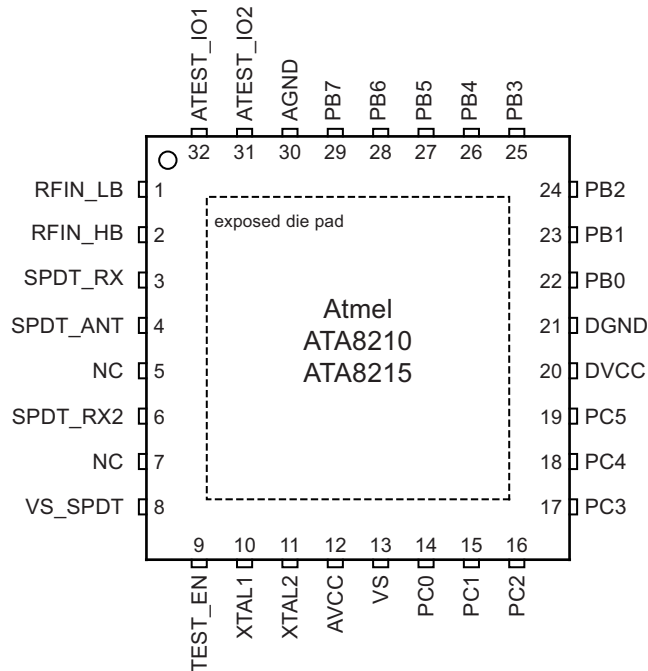 ATEST_IO1
ATEST_IO2
AGND
PB7
PB6
PB5
PB4
PB3
32 31 30 29 28 27 26 25
RFIN_LB 1
RFIN_HB 2
SPDT_RX 3
SPDT_ANT 4
NC 5
SPDT_RX2 6
NC 7
VS_SPDT 8
exposed die pad
Atmel
ATA8210
ATA8215
24 PB2
23 PB1
22 PB0
21 DGND
20 DVCC
19 PC5
18 PC4
17 PC3
9 10 11 12 13 14 15 16
TEST_EN
XTAL1
XTAL2
AVCC
VS
PC0
PC1
PC2